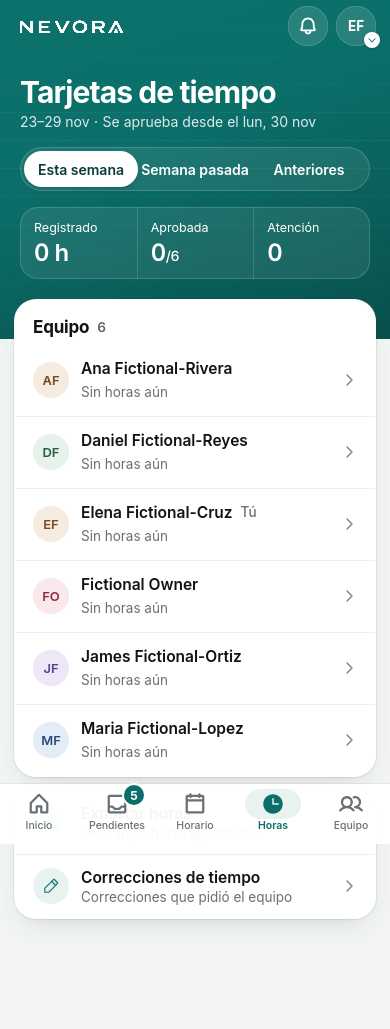 NEVORA
EF
Tarjetas de tiempo
23–29 nov · Se aprueba desde el lun, 30 nov
Esta semana Semana pasada Anteriores
Registrado Aprobada Atención
0 h 0/6 0
Equipo 6
AF Ana Fictional-Rivera
Sin horas aún
DF Daniel Fictional-Reyes
Sin horas aún
EF Elena Fictional-Cruz Tú
Sin horas aún
FO Fictional Owner
Sin horas aún
JF James Fictional-Ortiz
Sin horas aún
MF Maria Fictional-Lopez
Sin horas aún
5
Inicio Pendientes Horario Horas Equipo
Correcciones de tiempo
Correcciones que pidió el equipo